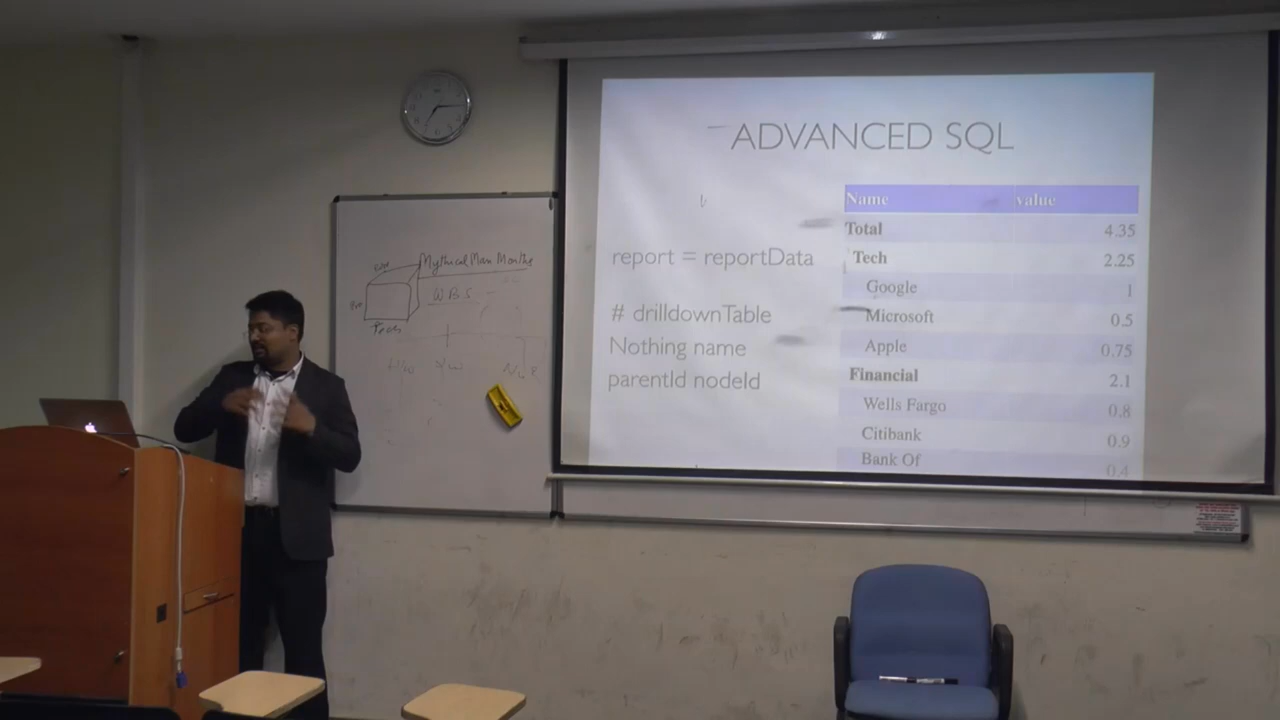 ADVANCED SQL
report = reportData
# drilldownTable
Nothing name
parentId nodeId
Name value
Total 4.35
Tech 2.25
Google 1
Microsoft 0.5
Apple 0.75
Financial 2.1
Wells Fargo 0.8
Citibank 0.9
Bank Of 0.4
Mythical Man Months
W B S